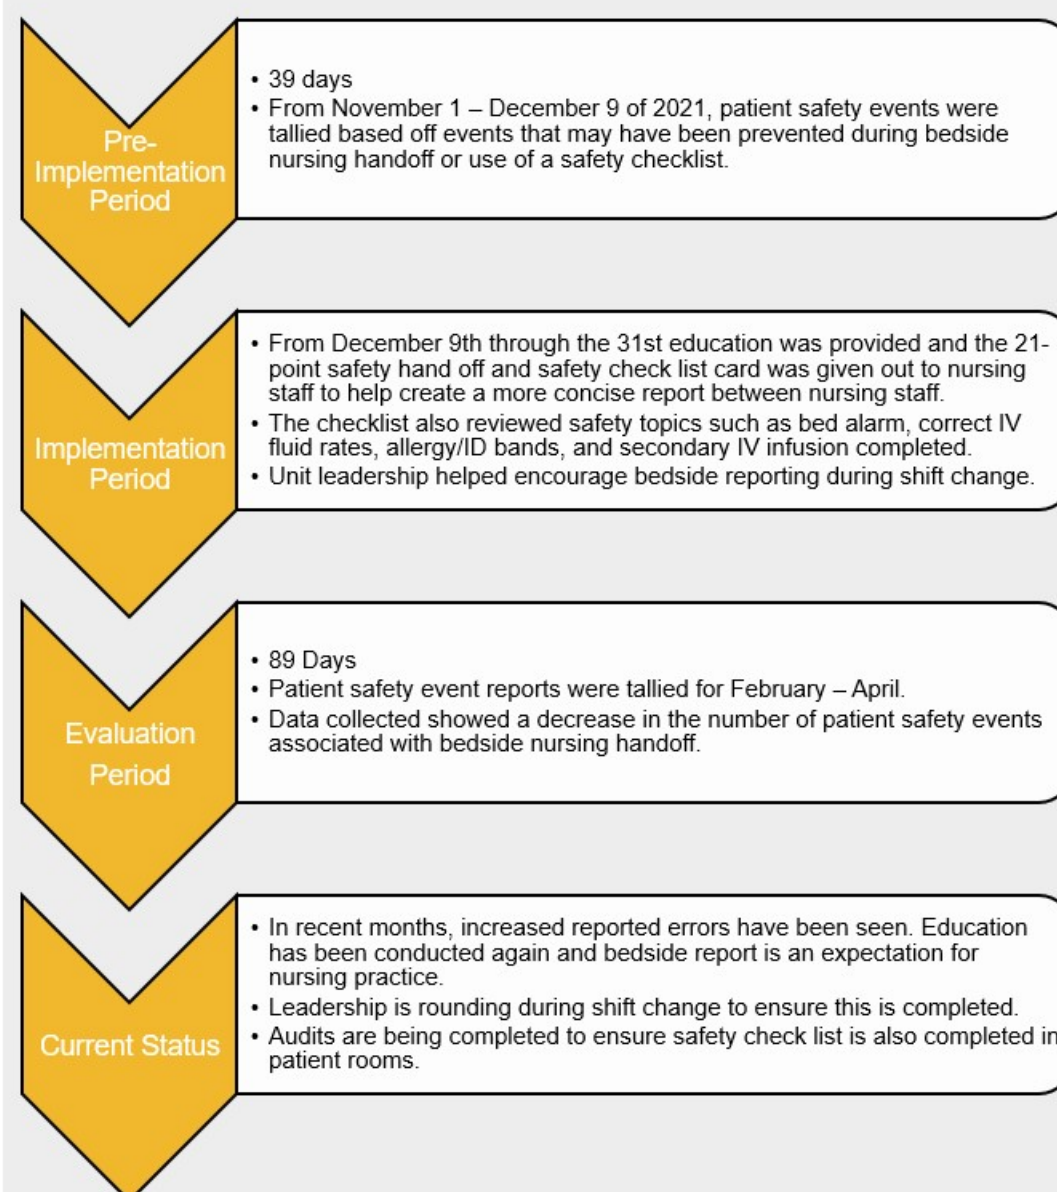 Pre-
Implementation
Period
• 39 days
• From November 1 – December 9 of 2021, patient safety events were
tallied based off events that may have been prevented during bedside
nursing handoff or use of a safety checklist.
Implementation
Period
• From December 9th through the 31st education was provided and the 21-
point safety hand off and safety check list card was given out to nursing
staff to help create a more concise report between nursing staff.
• The checklist also reviewed safety topics such as bed alarm, correct IV
fluid rates, allergy/ID bands, and secondary IV infusion completed.
• Unit leadership helped encourage bedside reporting during shift change.
Evaluation
Period
• 89 Days
• Patient safety event reports were tallied for February – April.
• Data collected showed a decrease in the number of patient safety events
associated with bedside nursing handoff.
Current Status
• In recent months, increased reported errors have been seen. Education
has been conducted again and bedside report is an expectation for
nursing practice.
• Leadership is rounding during shift change to ensure this is completed.
• Audits are being completed to ensure safety check list is also completed in
patient rooms.